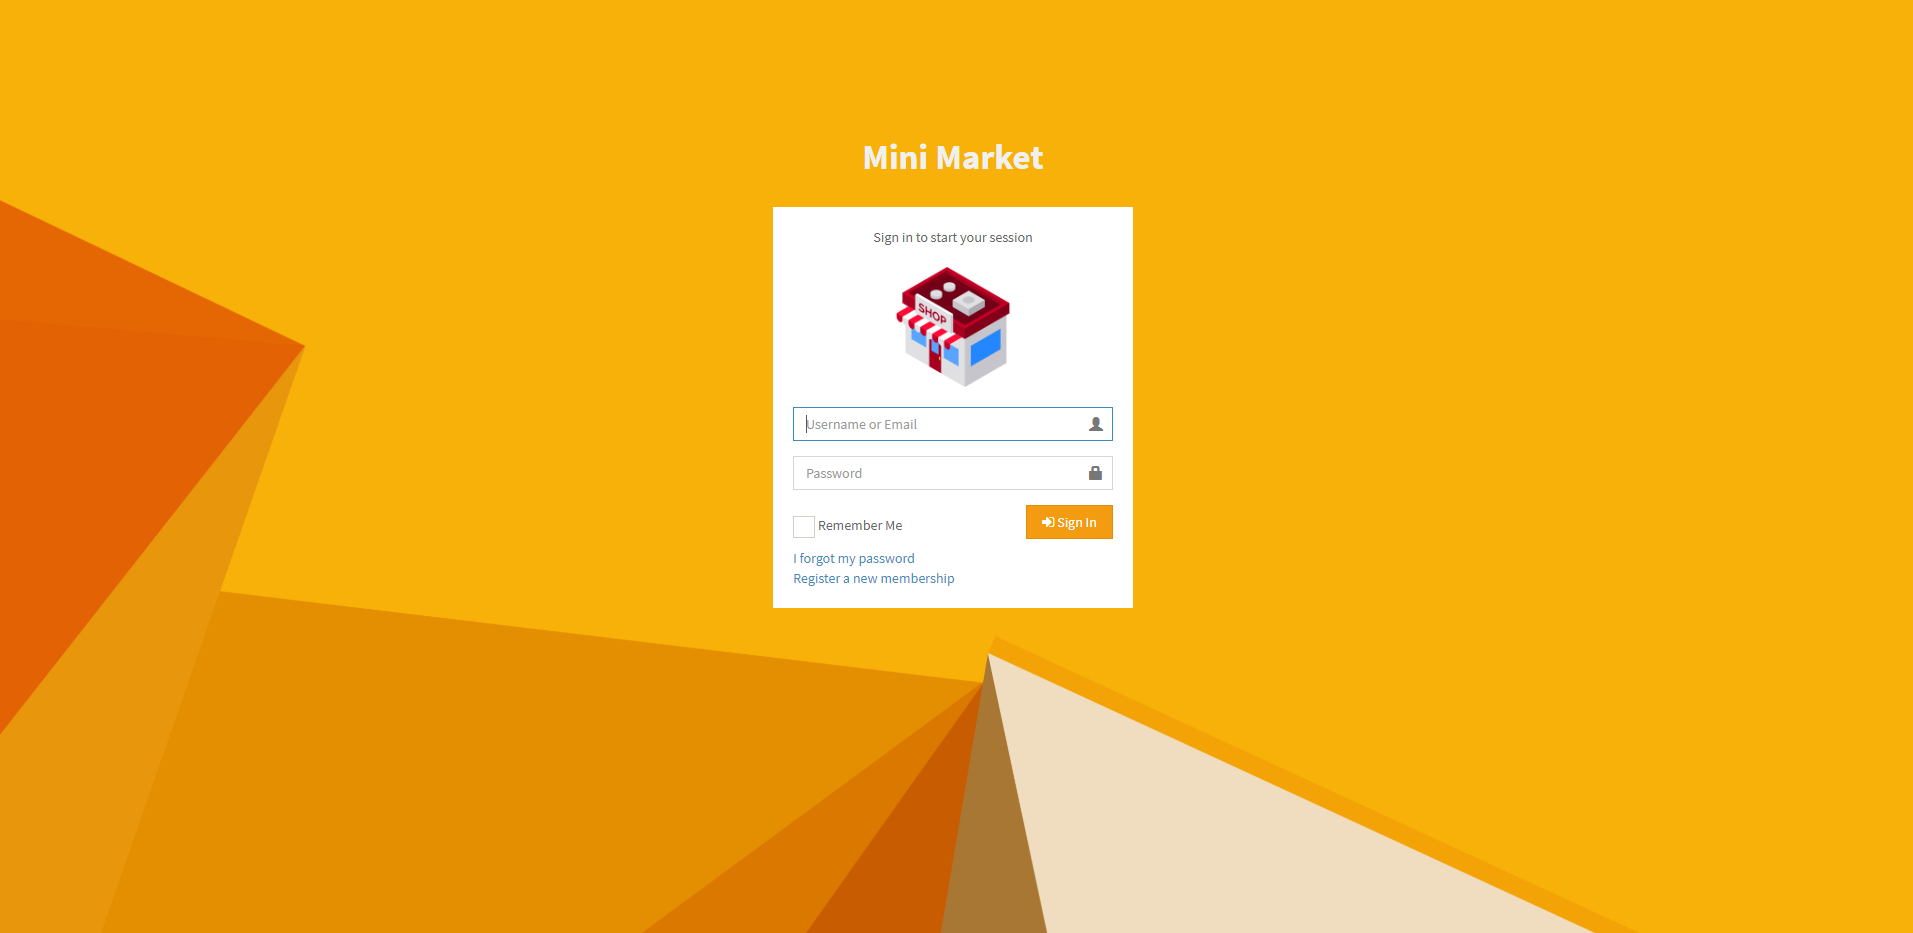 Mini Market
Sign in to start your session
SHOP
Username or Email
Password
Remember Me
Sign In
I forgot my password
Register a new membership